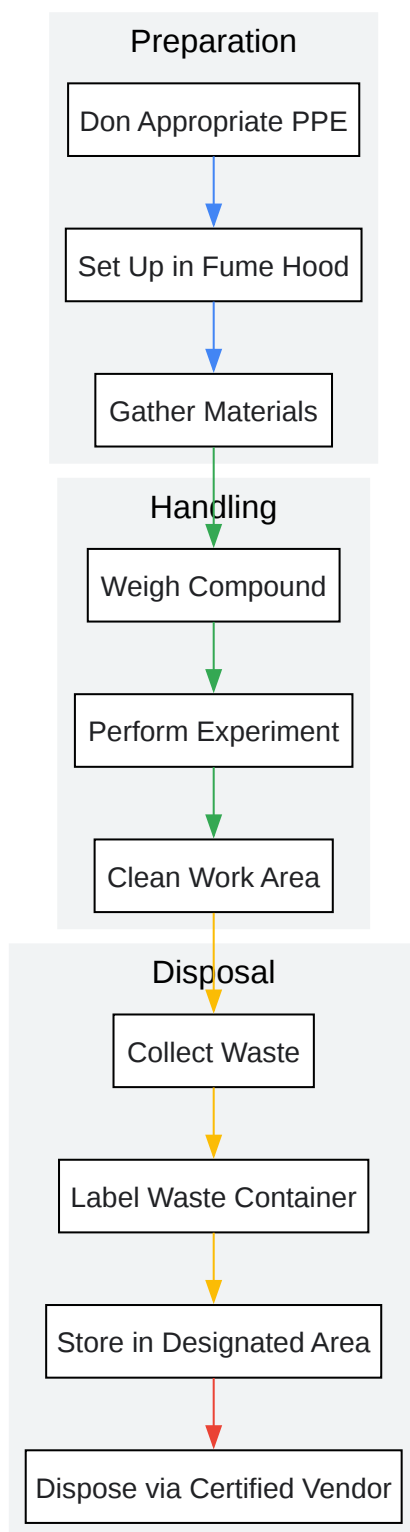 Preparation
Don Appropriate PPE
Set Up in Fume Hood
Gather Materials
Handling
Weigh Compound
Perform Experiment
Clean Work Area
Disposal
Collect Waste
Label Waste Container
Store in Designated Area
Dispose via Certified Vendor